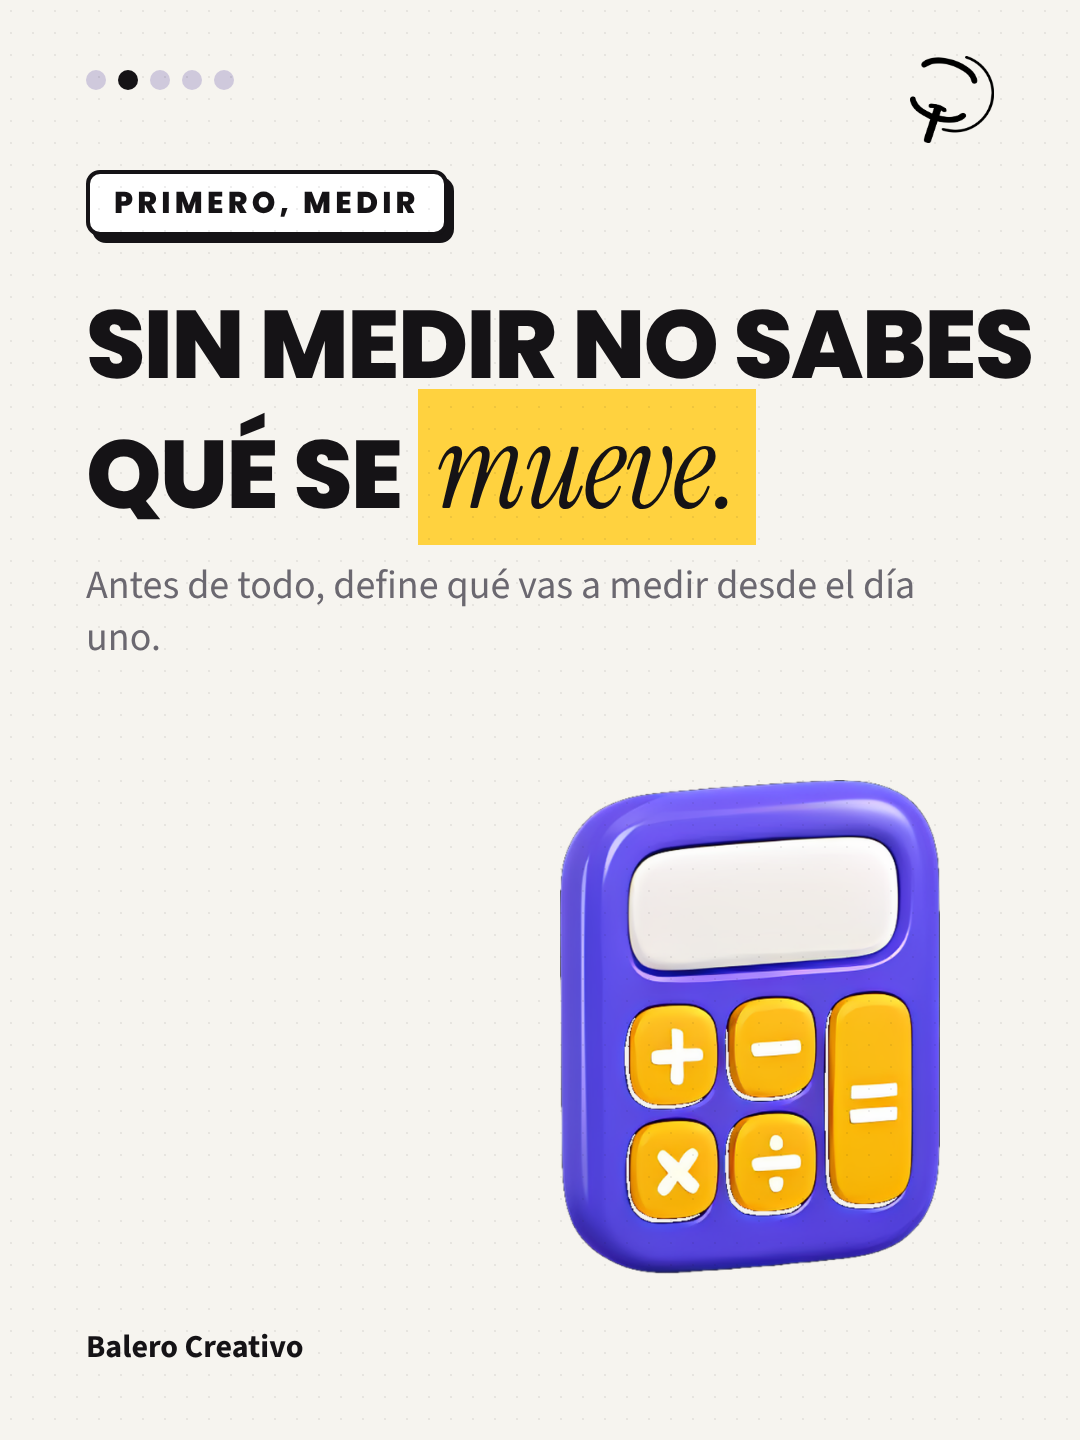 PRIMERO, MEDIR
SIN MEDIR NO SABES
QUÉ SE mueve.
Antes de todo, define qué vas a medir desde el día
uno.
+ −
=
× ÷
Balero Creativo